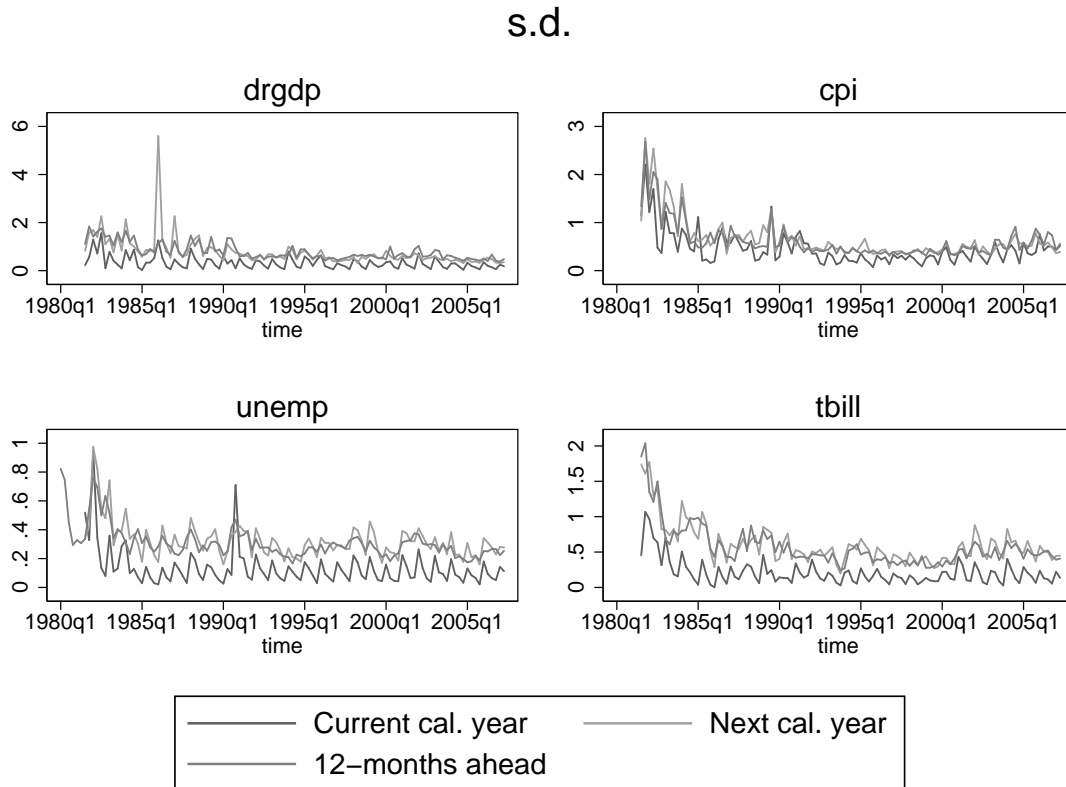 s.d.
drgdp
6
4
2
0
1980q1 1985q1 1990q1 1995q1 2000q1 2005q1
time
cpi
3
2
1
0
1980q1 1985q1 1990q1 1995q1 2000q1 2005q1
time
unemp
1
.8
.6
.4
.2
0
1980q1 1985q1 1990q1 1995q1 2000q1 2005q1
time
tbill
2
1.5
1
.5
0
1980q1 1985q1 1990q1 1995q1 2000q1 2005q1
time
Current cal. year Next cal. year
12−months ahead